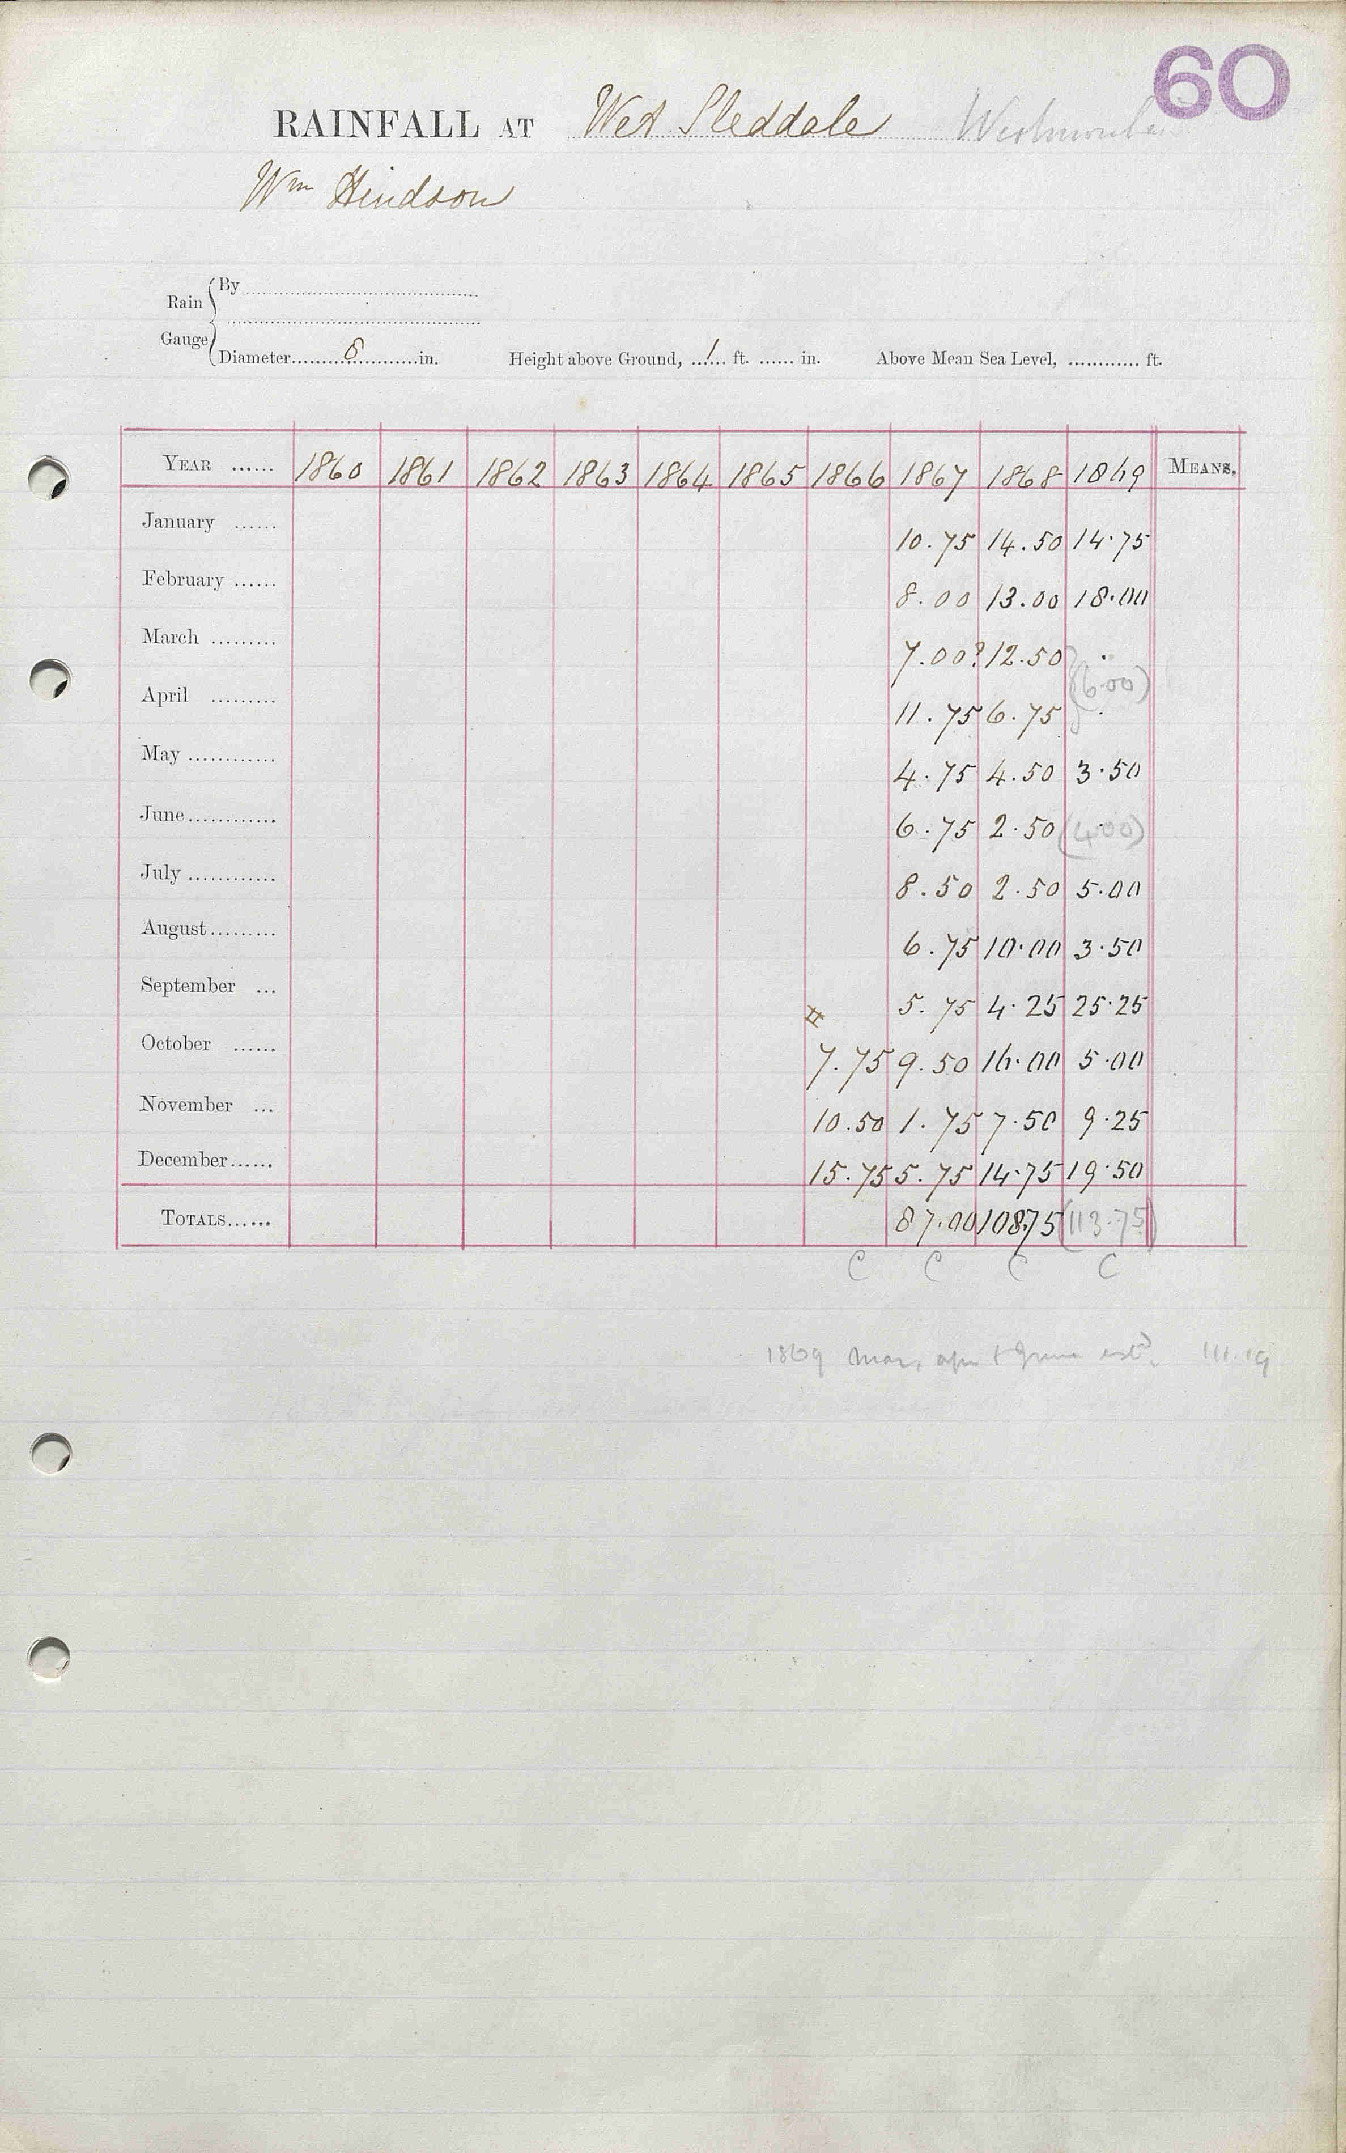 60
RAINFALL AT Wet Sleddale
Wm Hindson
Rain Gauge { By
Diameter 6 in. Height above Ground, 1 ft. in. Above Mean Sea Level, ft.
YEAR 1860 1861 1862 1863 1864 1865 1866 1867 1868 1869 MEANS.
January 10.75 14.50 14.75
February 8.00 13.00 18.00
March 7.00? 12.50 ..
(6.00)
April 11.75 6.75 .
May 4.75 4.50 3.50
June 6.75 2.50 (4.00)
July 8.50 2.50 5.00
August 6.75 10.00 3.50
September 5.75 4.25 25.25
#
October 7.75 9.50 16.00 5.00
November 10.50 1.75 7.50 9.25
December 15.75 5.75 14.75 19.50
TOTALS 87.00 108.75 (113.75)
C C C C
1869 Mar, apr + June estd. 111.19